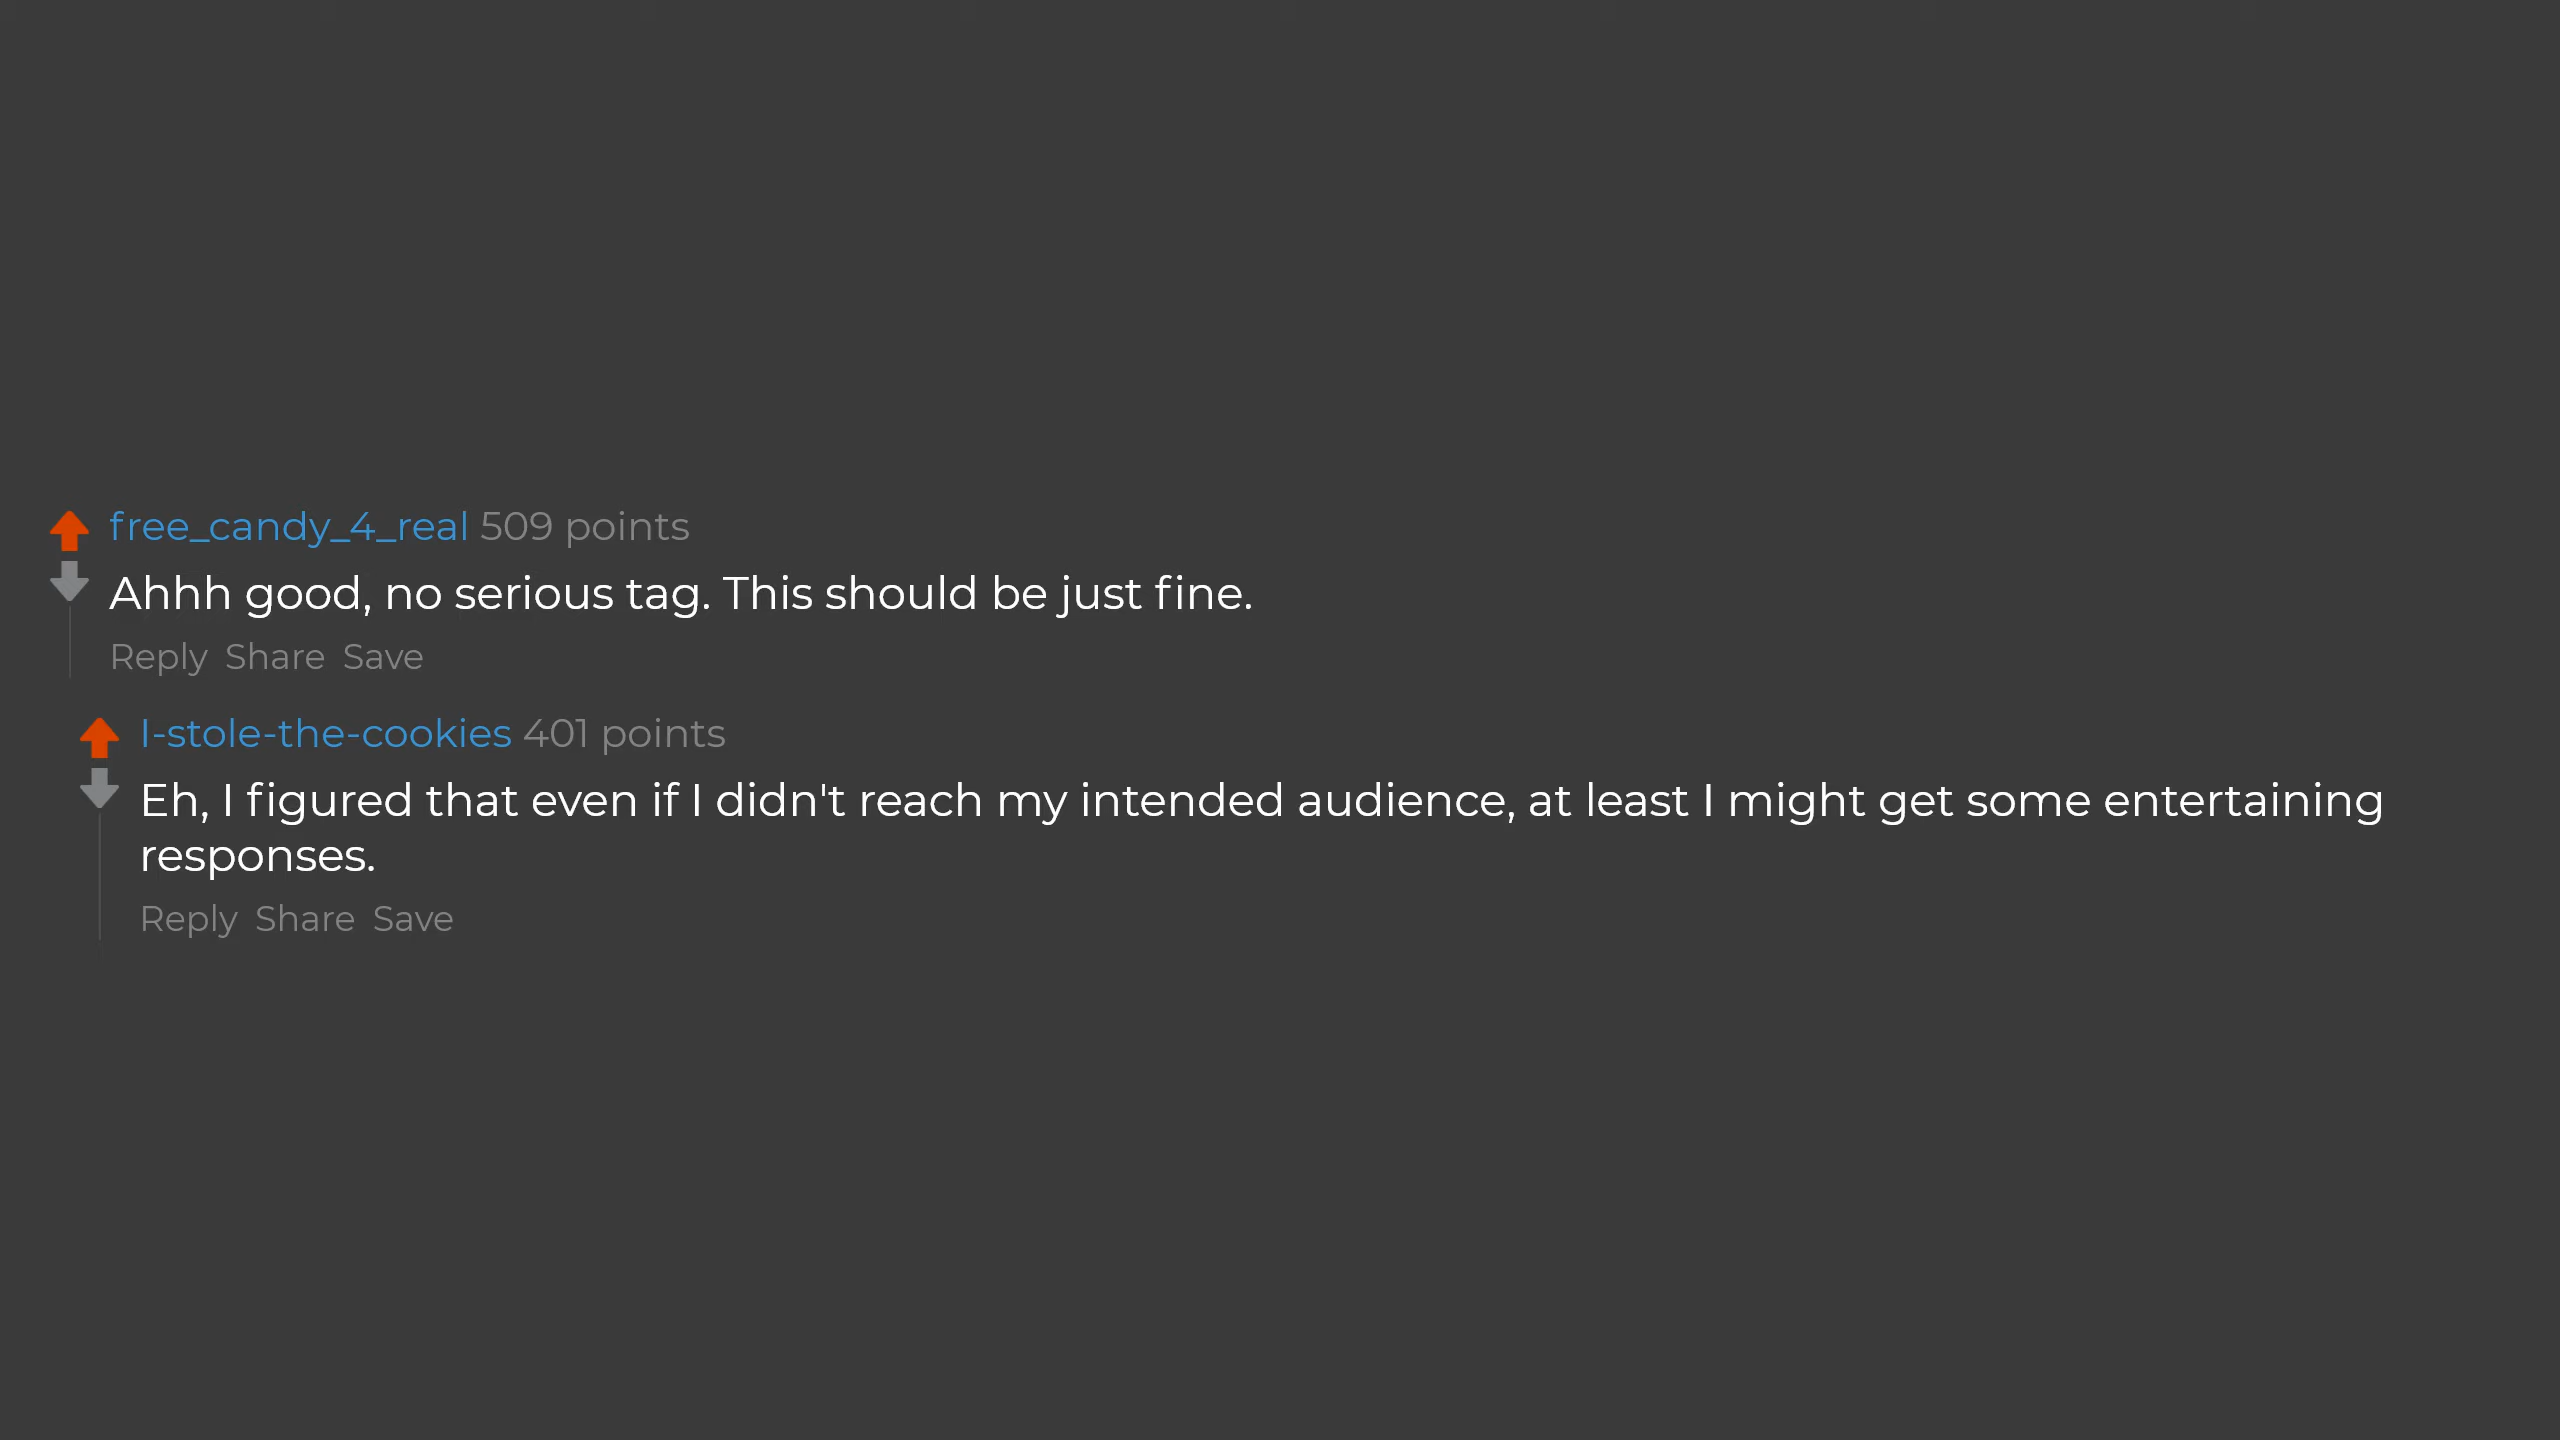 free_candy_4_real 509 points
Ahhh good, no serious tag. This should be just fine.
Reply Share Save
I-stole-the-cookies 401 points
Eh, I figured that even if I didn't reach my intended audience, at least I might get some entertaining
responses.
Reply Share Save